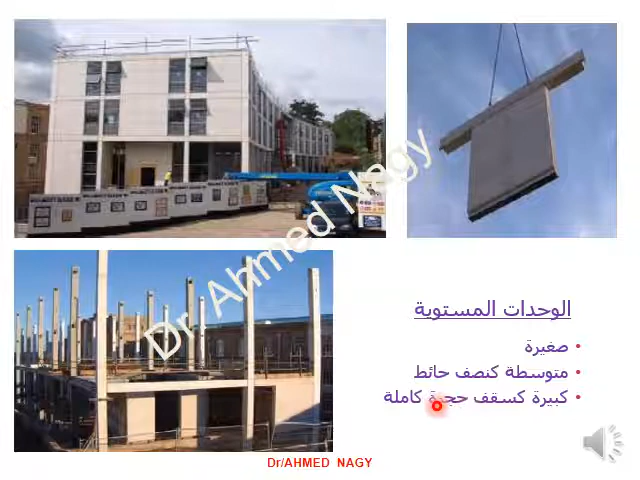 Dr. Ahmed Nagy
الوحدات المستوية
• صغيرة
• متوسطة كنصف حائط
• كبيرة كسقف حجرة كاملة
Dr/AHMED NAGY